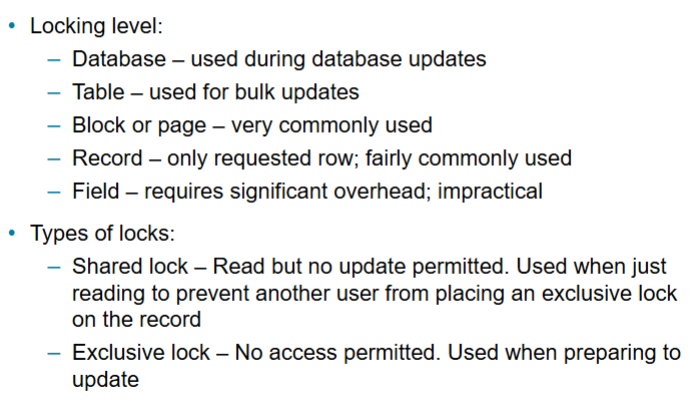 • Locking level:
– Database – used during database updates
– Table – used for bulk updates
– Block or page – very commonly used
– Record – only requested row; fairly commonly used
– Field – requires significant overhead; impractical
• Types of locks:
– Shared lock – Read but no update permitted. Used when just
reading to prevent another user from placing an exclusive lock
on the record
– Exclusive lock – No access permitted. Used when preparing to
update